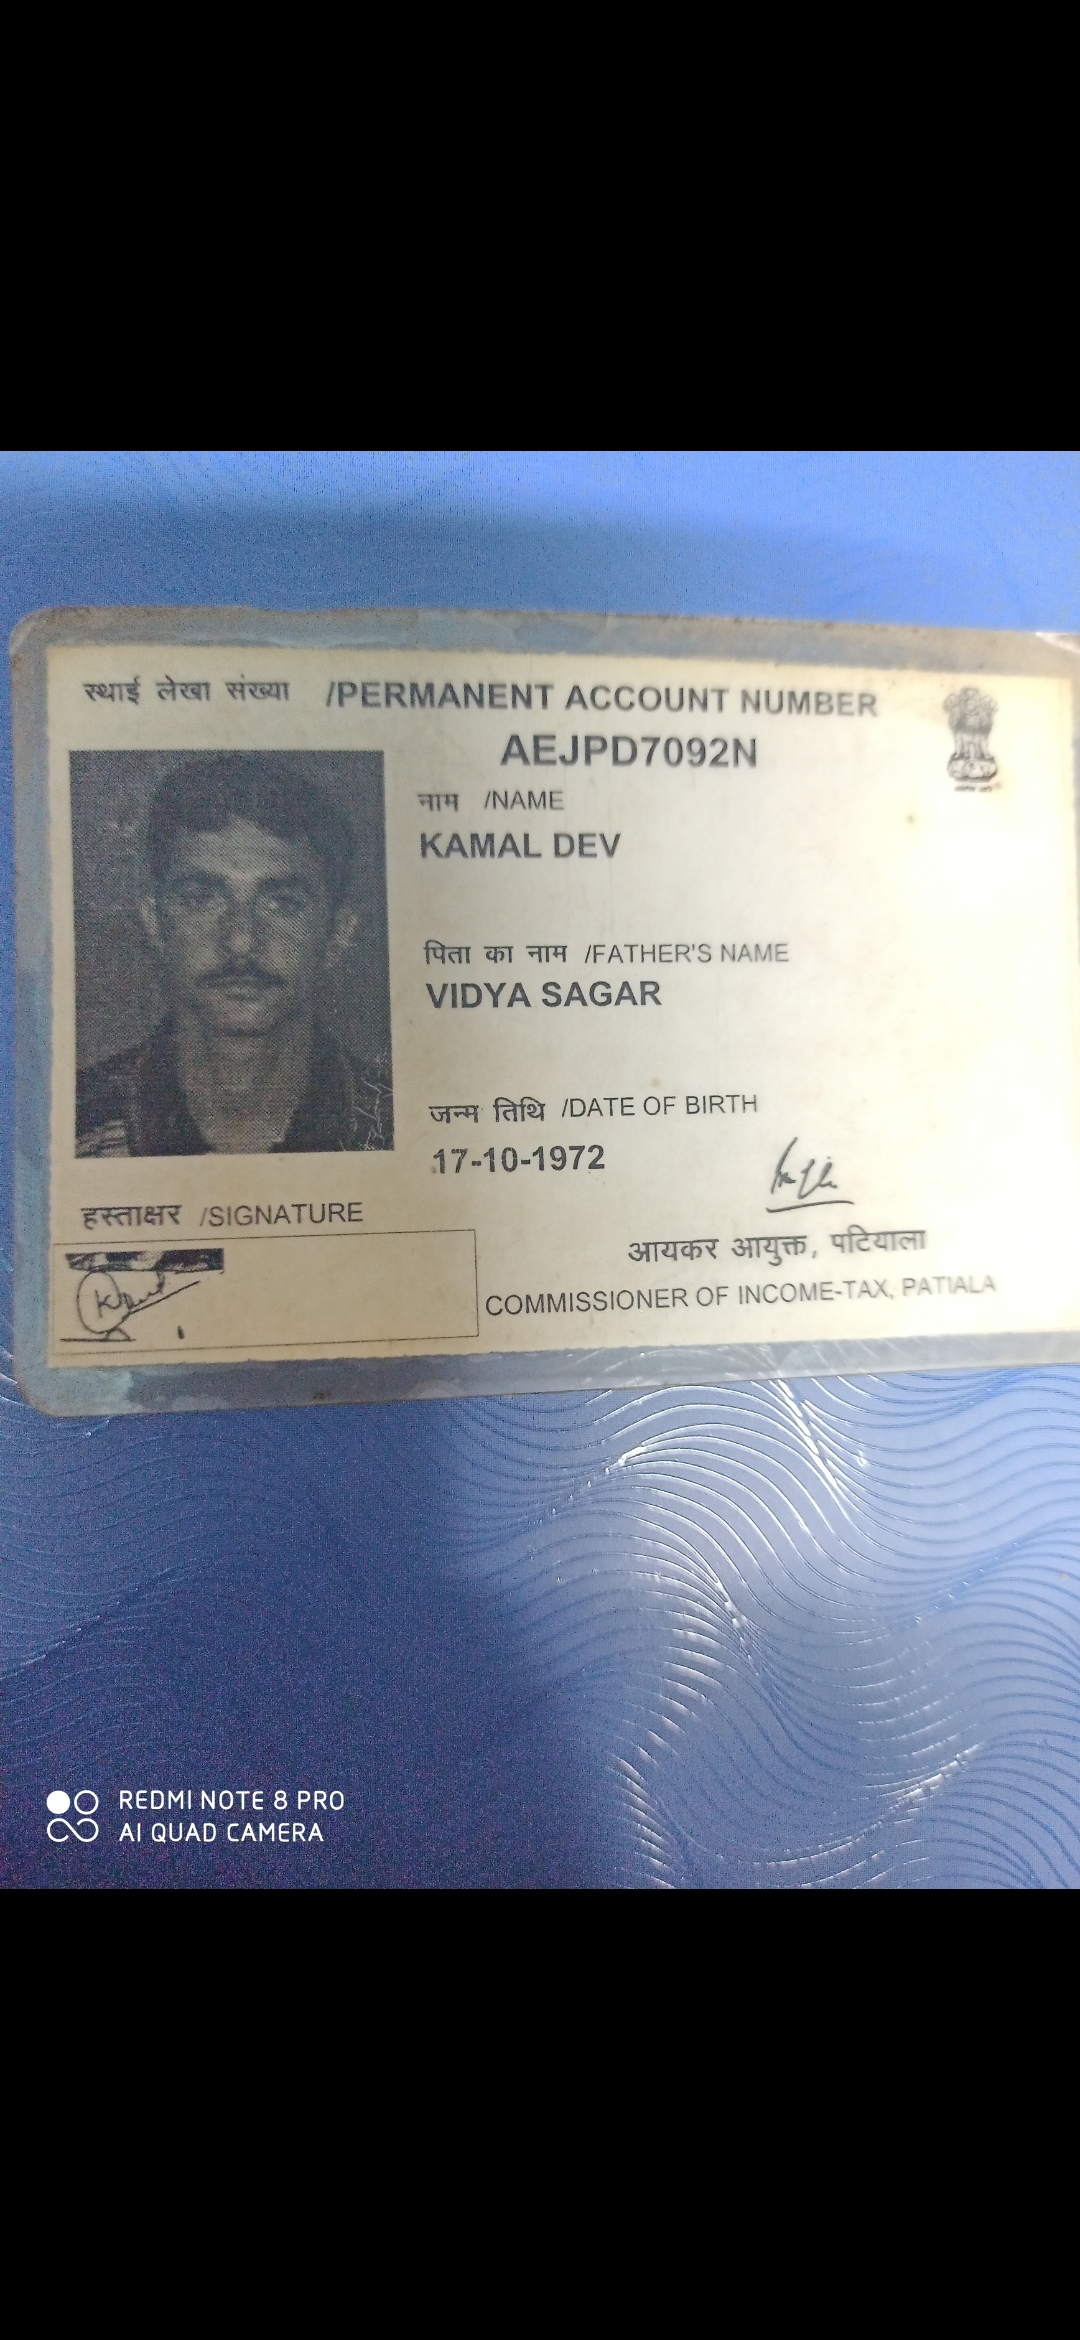 स्थाई लेखा संख्या /PERMANENT ACCOUNT NUMBER
AEJPD7092N
नाम /NAME
KAMAL DEV
पिता का नाम /FATHER'S NAME
VIDYA SAGAR
जन्म तिथि /DATE OF BIRTH
17-10-1972
हस्ताक्षर /SIGNATURE
आयकर आयुक्त, पटियाला
COMMISSIONER OF INCOME-TAX, PATIALA
REDMI NOTE 8 PRO
AI QUAD CAMERA